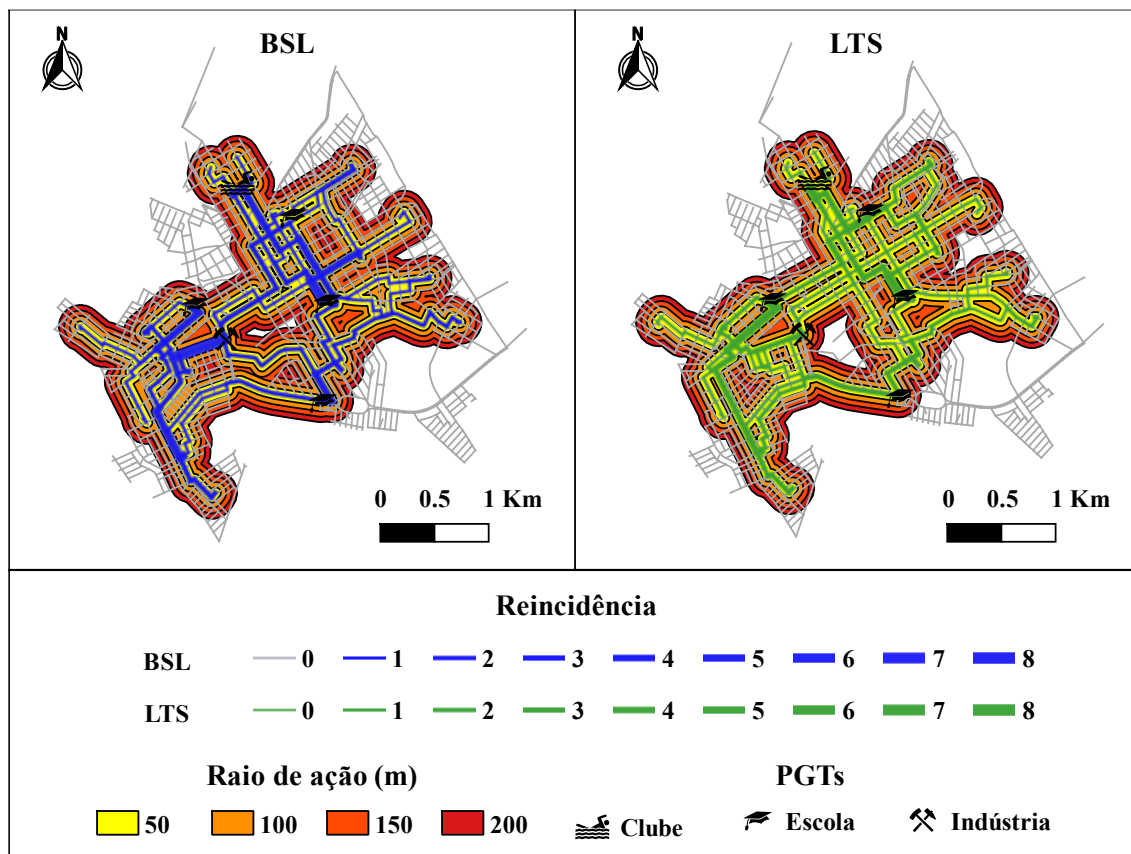 N
BSL
0 0.5 1 Km
N
LTS
0 0.5 1 Km
Reincidência
BSL 0 1 2 3 4 5 6 7 8
LTS 0 1 2 3 4 5 6 7 8
Raio de ação (m)
50 100 150 200
PGTs
Clube Escola Indústria